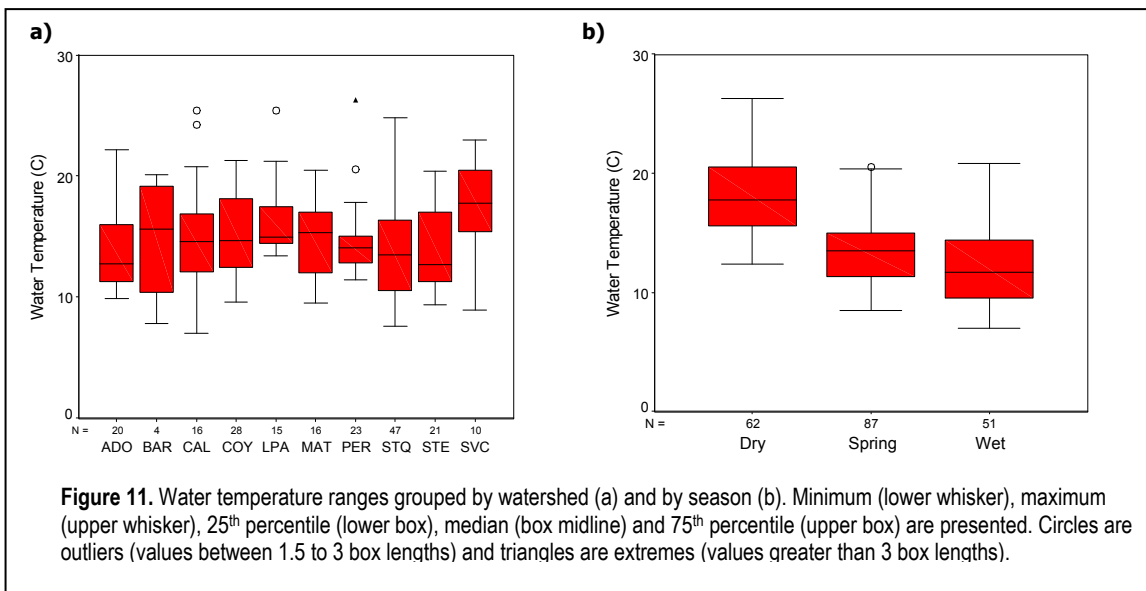 a)
30
20
10
0
Water Temperature (C)
N = 20 4 16 28 15 16 23 47 21 10
ADO BAR CAL COY LPA MAT PER STQ STE SVC
b)
30
20
10
0
Water Temperature (C)
N = 62 87 51
Dry Spring Wet
Figure 11. Water temperature ranges grouped by watershed (a) and by season (b). Minimum (lower whisker), maximum
(upper whisker), 25th percentile (lower box), median (box midline) and 75th percentile (upper box) are presented. Circles are
outliers (values between 1.5 to 3 box lengths) and triangles are extremes (values greater than 3 box lengths).